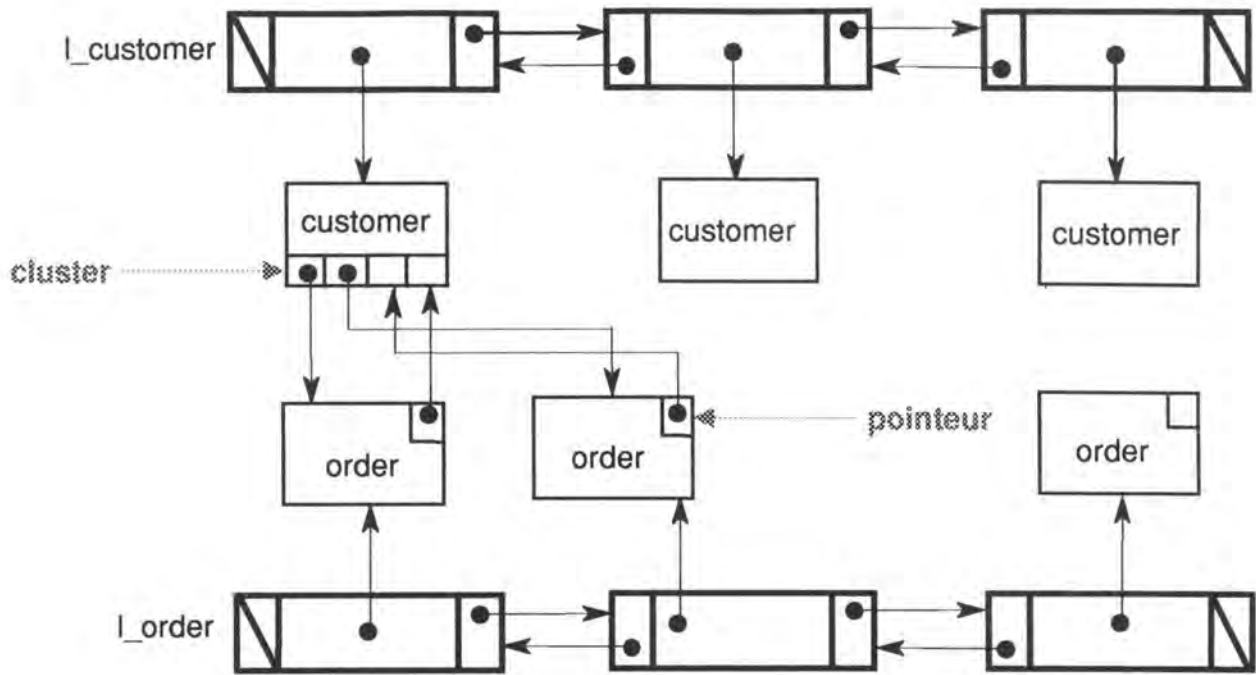 l_customer
customer
customer
customer
cluster
pointeur
order
order
order
l_order